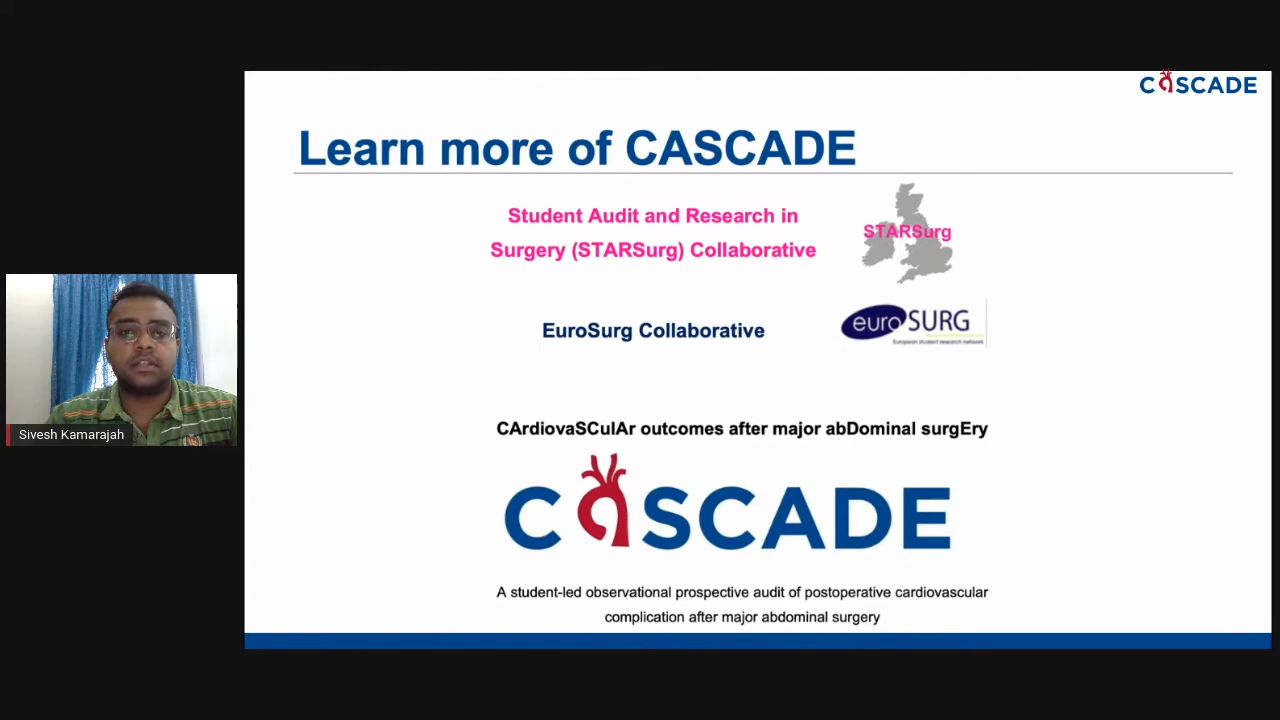 CASCADE
Learn more of CASCADE
Student Audit and Research in
Surgery (STARSurg) Collaborative
STARSurg
EuroSurg Collaborative
euroSURG
European student research network
Sivesh Kamarajah
CArdiovaSCulAr outcomes after major abDominal surgEry
CaSCADE
A student-led observational prospective audit of postoperative cardiovascular
complication after major abdominal surgery